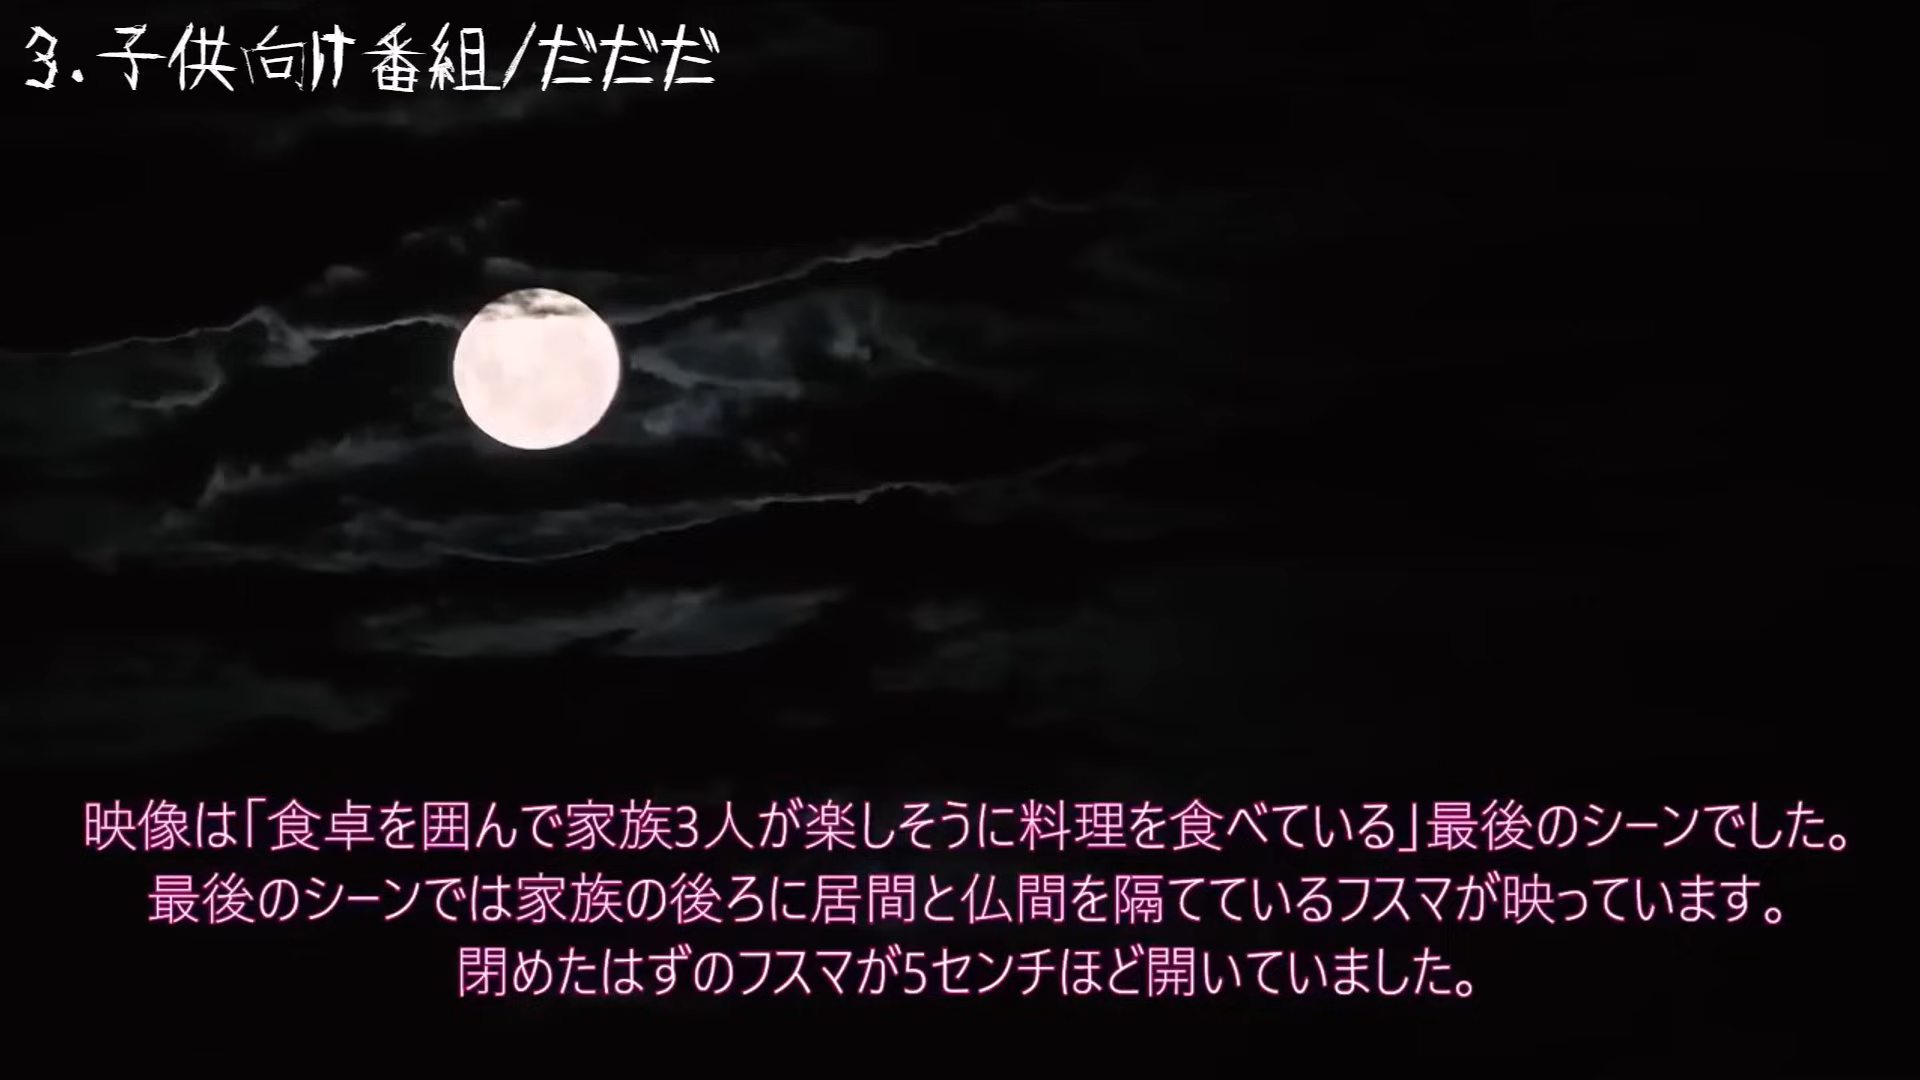 3.子供向け番組/だだだ
映像は「食卓を囲んで家族3人が楽しそうに料理を食べている」最後のシーンでした。
最後のシーンでは家族の後ろに居間と仏間を隔てているフスマが映っています。
閉めたはずのフスマが5センチほど開いていました。